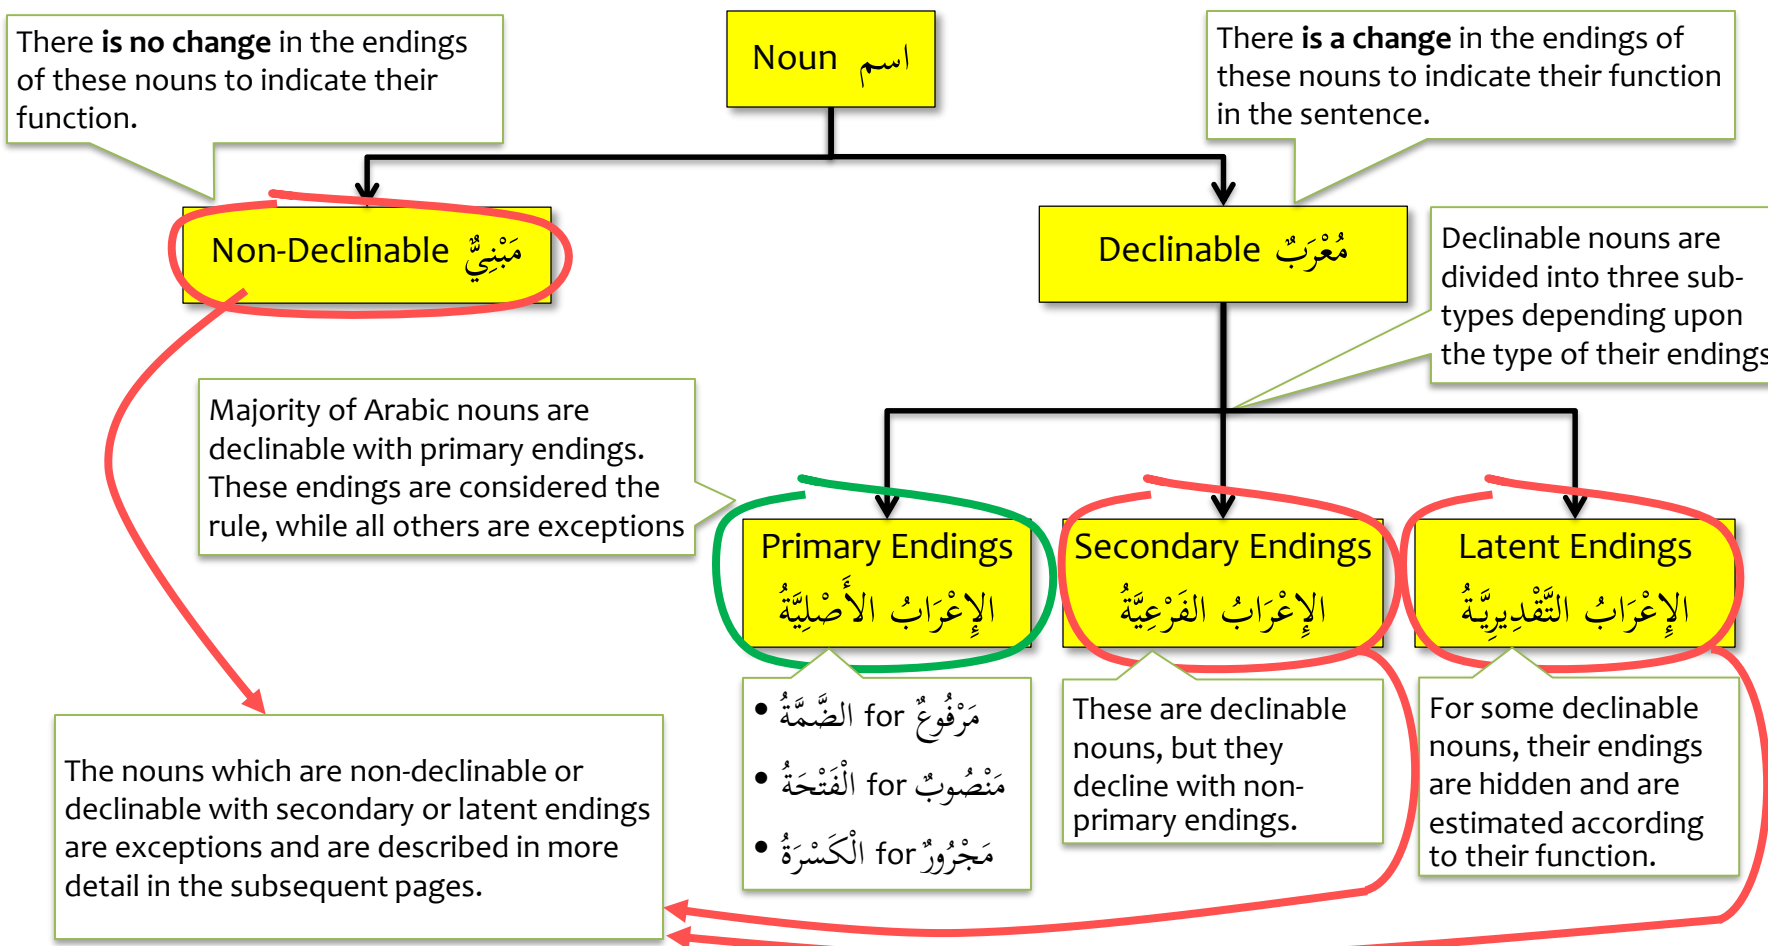 There is no change in the endings
of these nouns to indicate their
function.
Noun اسم
There is a change in the endings of
these nouns to indicate their function
in the sentence.
Non-Declinable مَبْنِيٌّ
Declinable مُعْرَبٌ
Declinable nouns are
divided into three sub-
types depending upon
the type of their endings
Majority of Arabic nouns are
declinable with primary endings.
These endings are considered the
rule, while all others are exceptions
Primary Endings
الإِعْرَابُ الأَصْلِيَّةُ
Secondary Endings
الإِعْرَابُ الفَرْعِيَّةُ
Latent Endings
الإِعْرَابُ التَّقْدِيرِيَّةُ
• الضَّمَّةُ for مَرْفُوعٌ
• الْفَتْحَةُ for مَنْصُوبٌ
• الْكَسْرَةُ for مَجْرُورٌ
These are declinable
nouns, but they
decline with non-
primary endings.
For some declinable
nouns, their endings
are hidden and are
estimated according
to their function.
The nouns which are non-declinable or
declinable with secondary or latent endings
are exceptions and are described in more
detail in the subsequent pages.